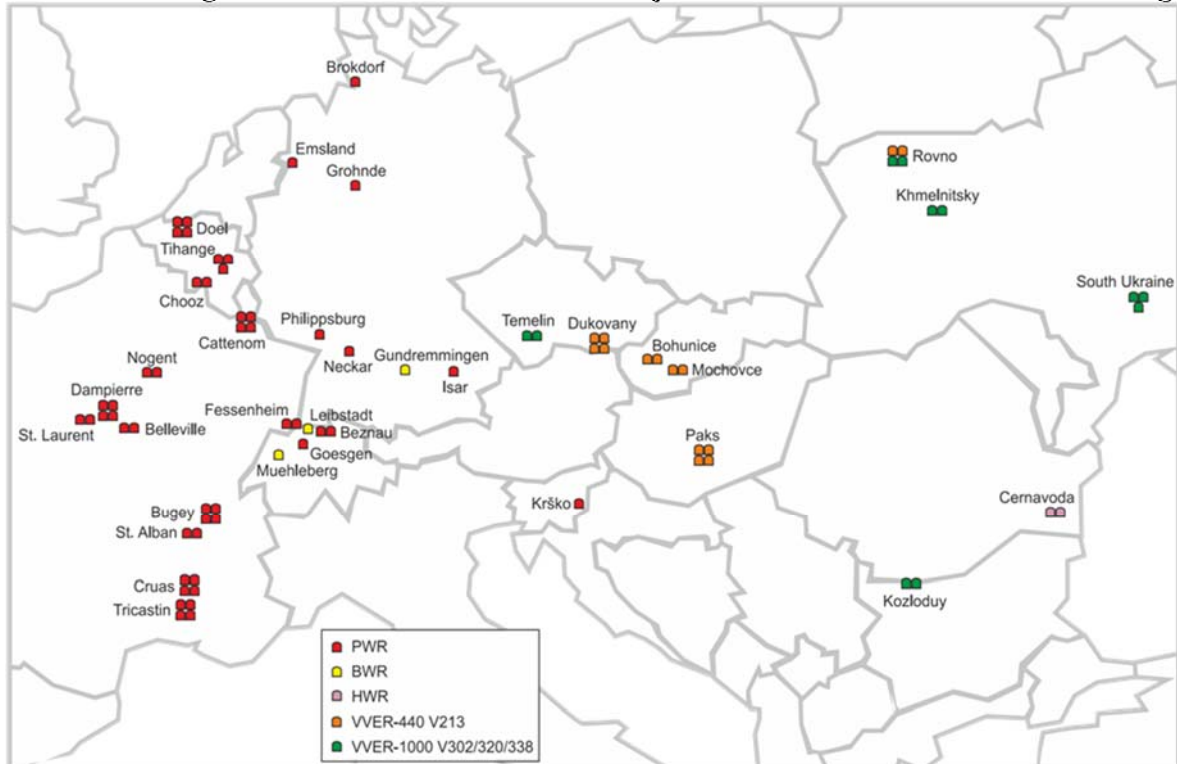 Brokdorf
Emsland
Grohnde
Rovno
Khmelnitsky
Doel
Tihange
Chooz
South Ukraine
Cattenom
Philippsburg
Neckar
Temelin
Dukovany
Bohunice
Mochovce
Gundremmingen
Isar
Nogent
Dampierre
St. Laurent
Belleville
Fessenheim
Leibstadt
Beznau
Goesgen
Muehleberg
Paks
Krško
Cernavoda
Bugey
St. Alban
Kozloduy
Cruas
Tricastin
PWR
BWR
HWR
VVER-440 V213
VVER-1000 V302/320/338